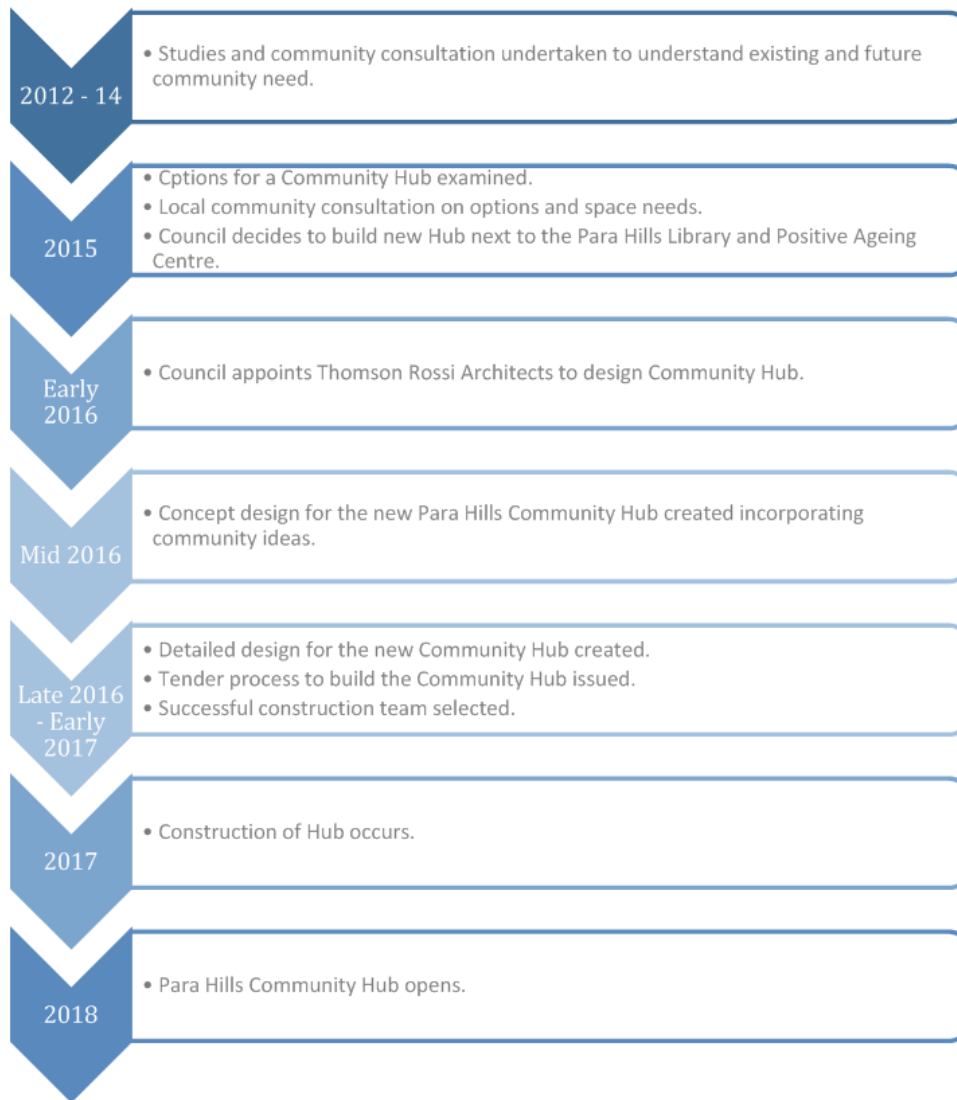 2012 - 14
• Studies and community consultation undertaken to understand existing and future
community need.
2015
• Options for a Community Hub examined.
• Local community consultation on options and space needs.
• Council decides to build new Hub next to the Para Hills Library and Positive Ageing
Centre.
Early
2016
• Council appoints Thomson Rossi Architects to design Community Hub.
Mid 2016
• Concept design for the new Para Hills Community Hub created incorporating
community ideas.
Late 2016
- Early
2017
• Detailed design for the new Community Hub created.
• Tender process to build the Community Hub issued.
• Successful construction team selected.
2017
• Construction of Hub occurs.
2018
• Para Hills Community Hub opens.